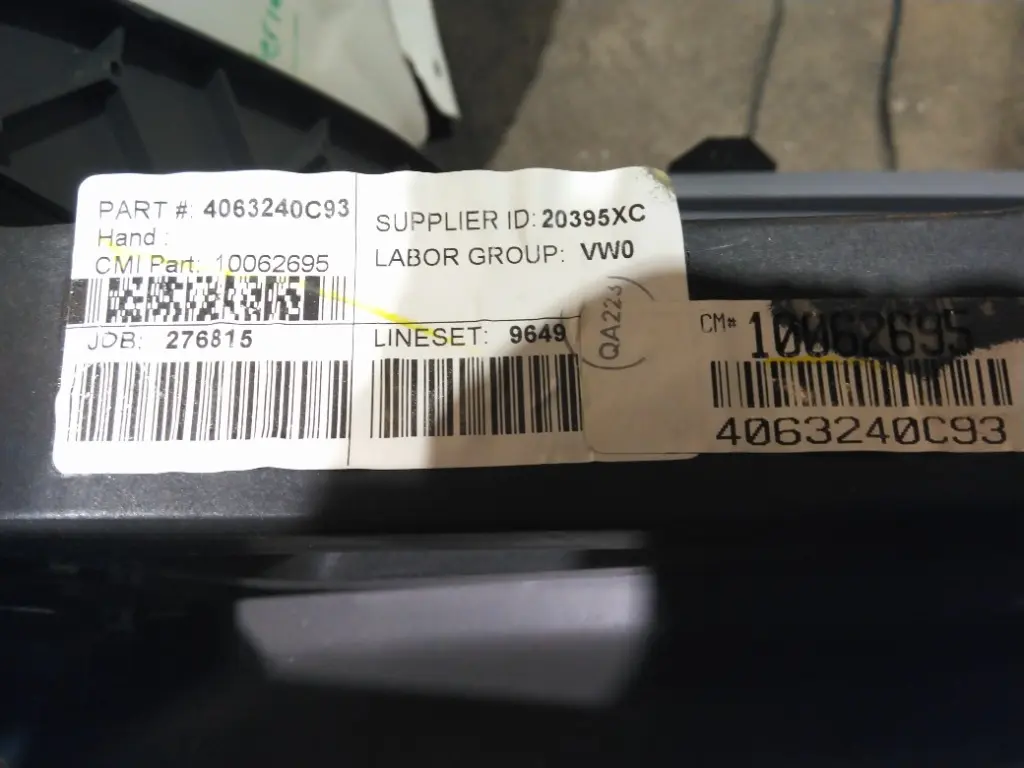 PART #: 4063240C93
Hand :
CMI Part: 10062695
SUPPLIER ID: 20395XC
LABOR GROUP: VW0
JOB: 276815
LINESET: 9649
QA223
CM# 10062695
4063240C93